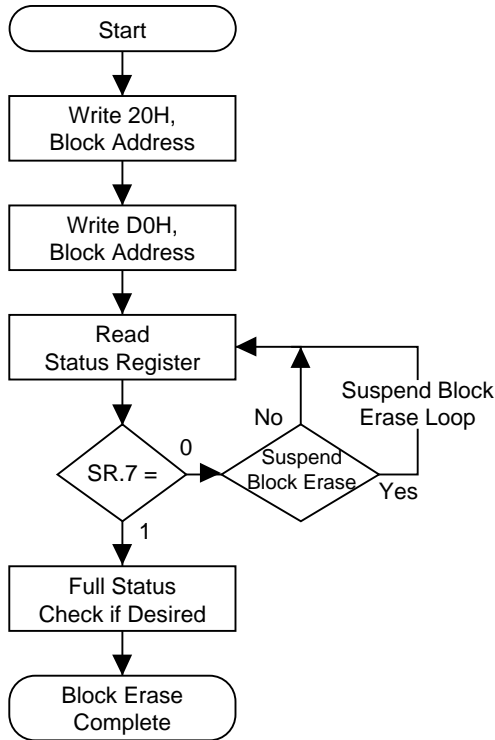 Start
Write 20H,
Block Address
Write D0H,
Block Address
Read
Status Register
Suspend Block
Erase Loop
No
SR.7 =
0
Suspend
Block Erase
Yes
1
Full Status
Check if Desired
Block Erase
Complete